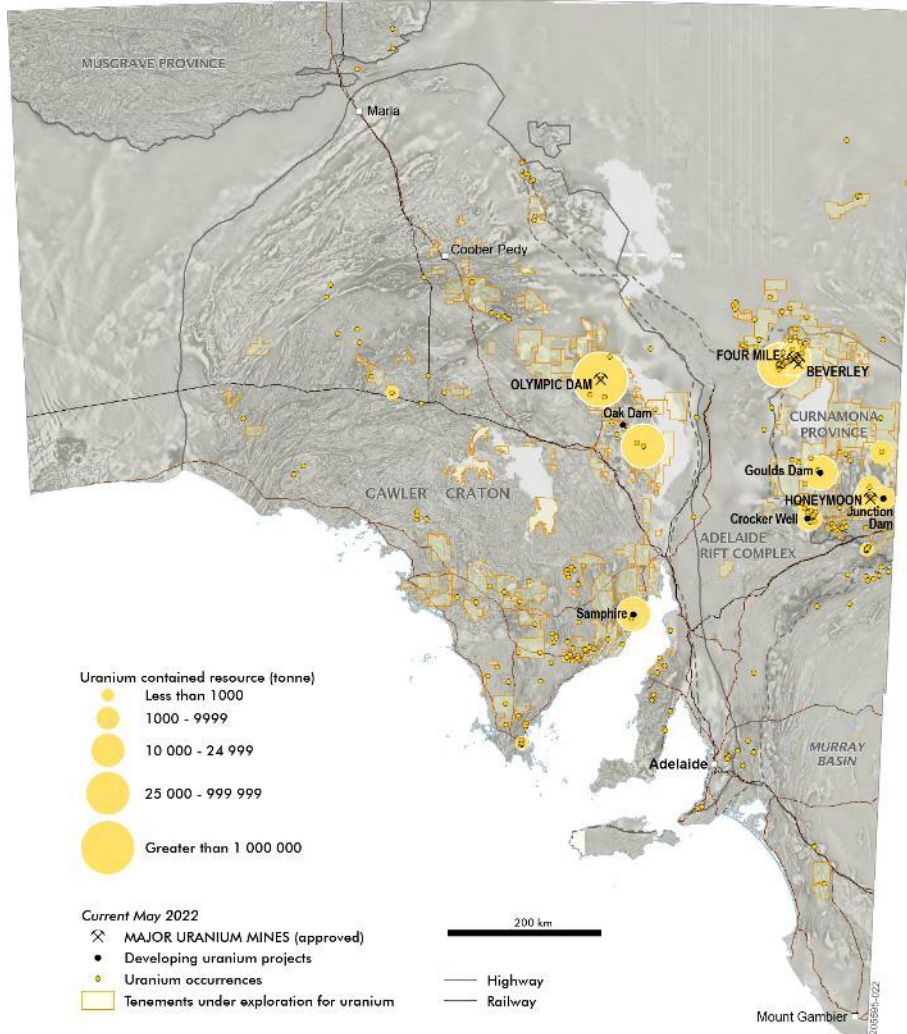 MUSGRAVE PROVINCE
Marla
Coober Pedy
FOUR MILE
BEVERLEY
OLYMPIC DAM
Oak Dam
CURNAMONA
PROVINCE
Goulds Dam
GAWLER CRATON
HONEYMOON
Junction
Dam
Crocker Well
ADELAIDE
RIFT COMPLEX
Samphire
Uranium contained resource (tonne)
Less than 1000
1000 - 9999
10 000 - 24 999
25 000 - 999 999
Greater than 1 000 000
MURRAY
BASIN
Adelaide
Current May 2022
MAJOR URANIUM MINES (approved)
Developing uranium projects
Uranium occurrences
Tenements under exploration for uranium
200 km
Highway
Railway
Mount Gambier
205595-022